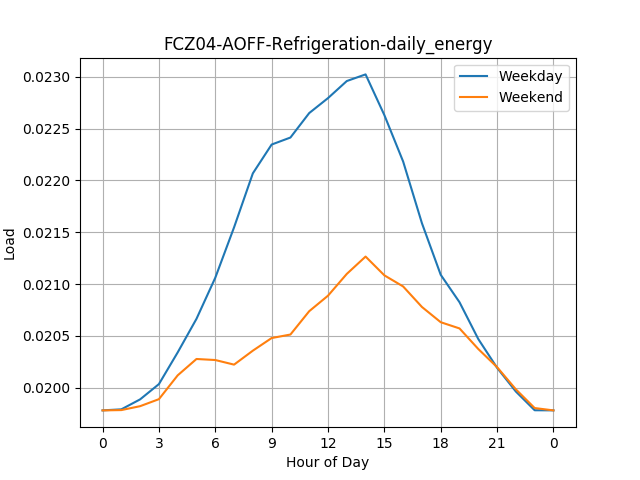 FCZ04-AOFF-Refrigeration-daily_energy
Weekday
Weekend
0.0230
0.0225
0.0220
0.0215
0.0210
0.0205
0.0200
Load
0 3 6 9 12 15 18 21 0
Hour of Day